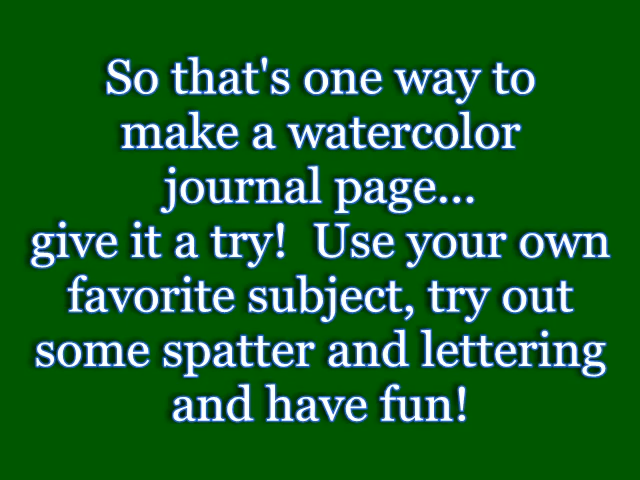 So that's one way to
make a watercolor
journal page...
give it a try!  Use your own
favorite subject, try out
some spatter and lettering
and have fun!